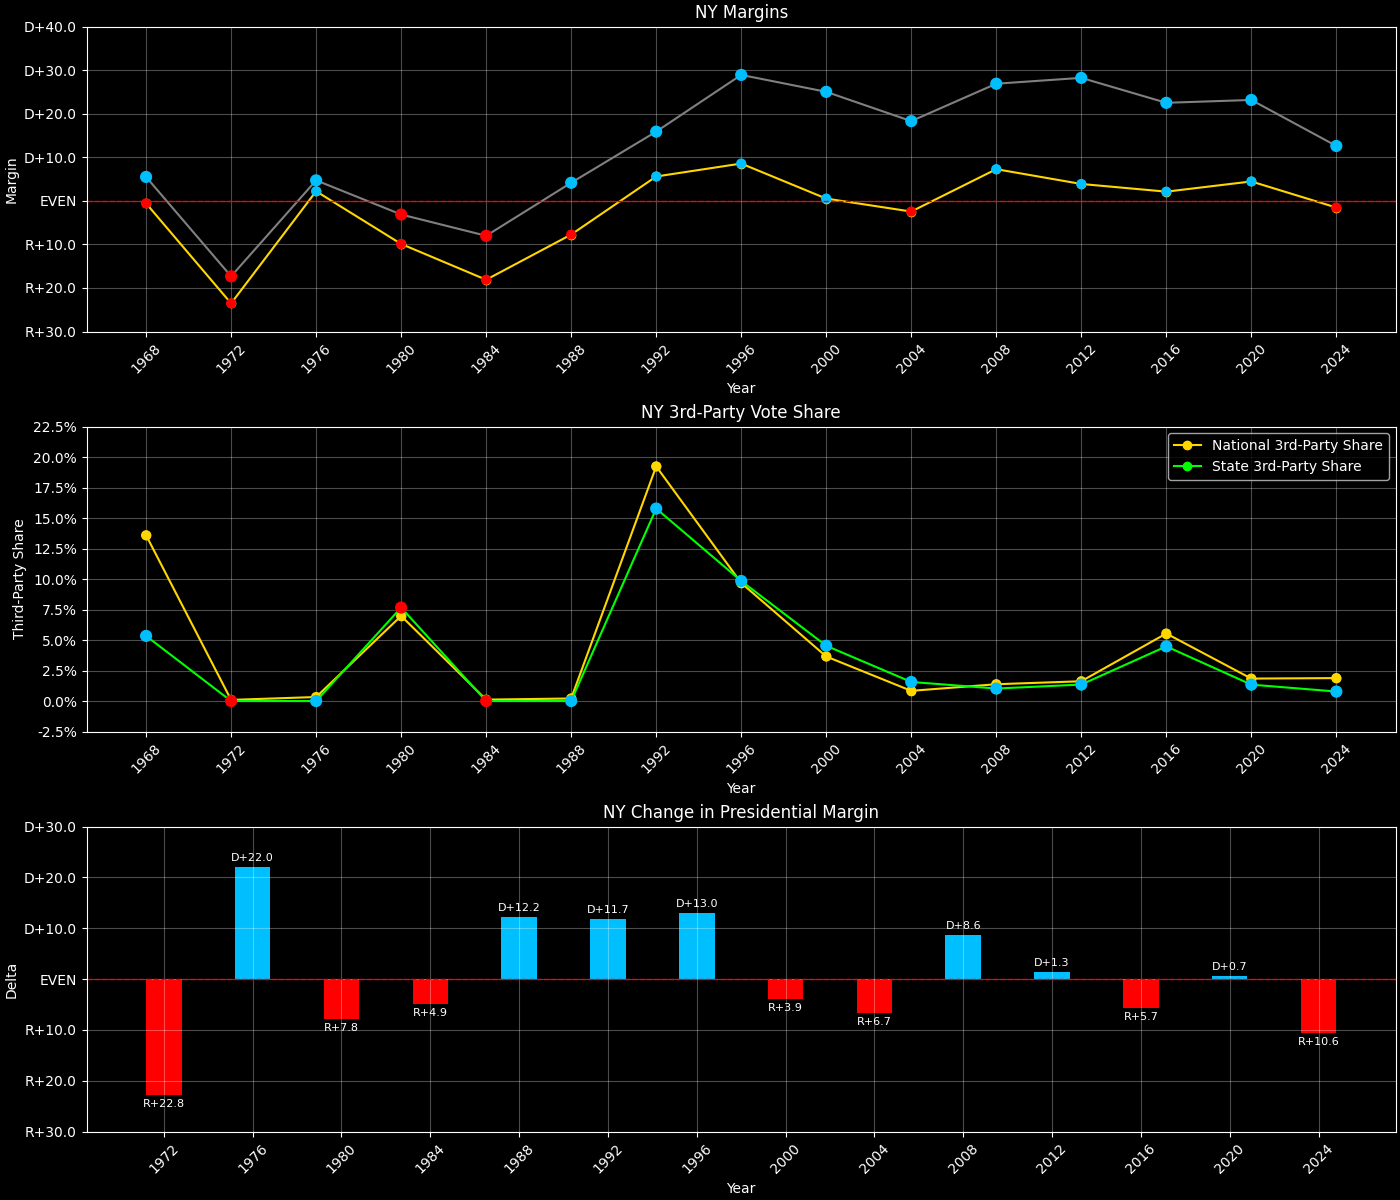 NY Margins
D+40.0
D+30.0
D+20.0
D+10.0
EVEN
R+10.0
R+20.0
R+30.0
Margin
1968 1972 1976 1980 1984 1988 1992 1996 2000 2004 2008 2012 2016 2020 2024
Year
NY 3rd-Party Vote Share
22.5%
20.0%
17.5%
15.0%
12.5%
10.0%
7.5%
5.0%
2.5%
0.0%
-2.5%
Third-Party Share
National 3rd-Party Share
State 3rd-Party Share
1968 1972 1976 1980 1984 1988 1992 1996 2000 2004 2008 2012 2016 2020 2024
Year
NY Change in Presidential Margin
D+30.0
D+20.0
D+10.0
EVEN
R+10.0
R+20.0
R+30.0
Delta
R+22.8
D+22.0
R+7.8
R+4.9
D+12.2
D+11.7
D+13.0
R+3.9
R+6.7
D+8.6
D+1.3
R+5.7
D+0.7
R+10.6
1972 1976 1980 1984 1988 1992 1996 2000 2004 2008 2012 2016 2020 2024
Year